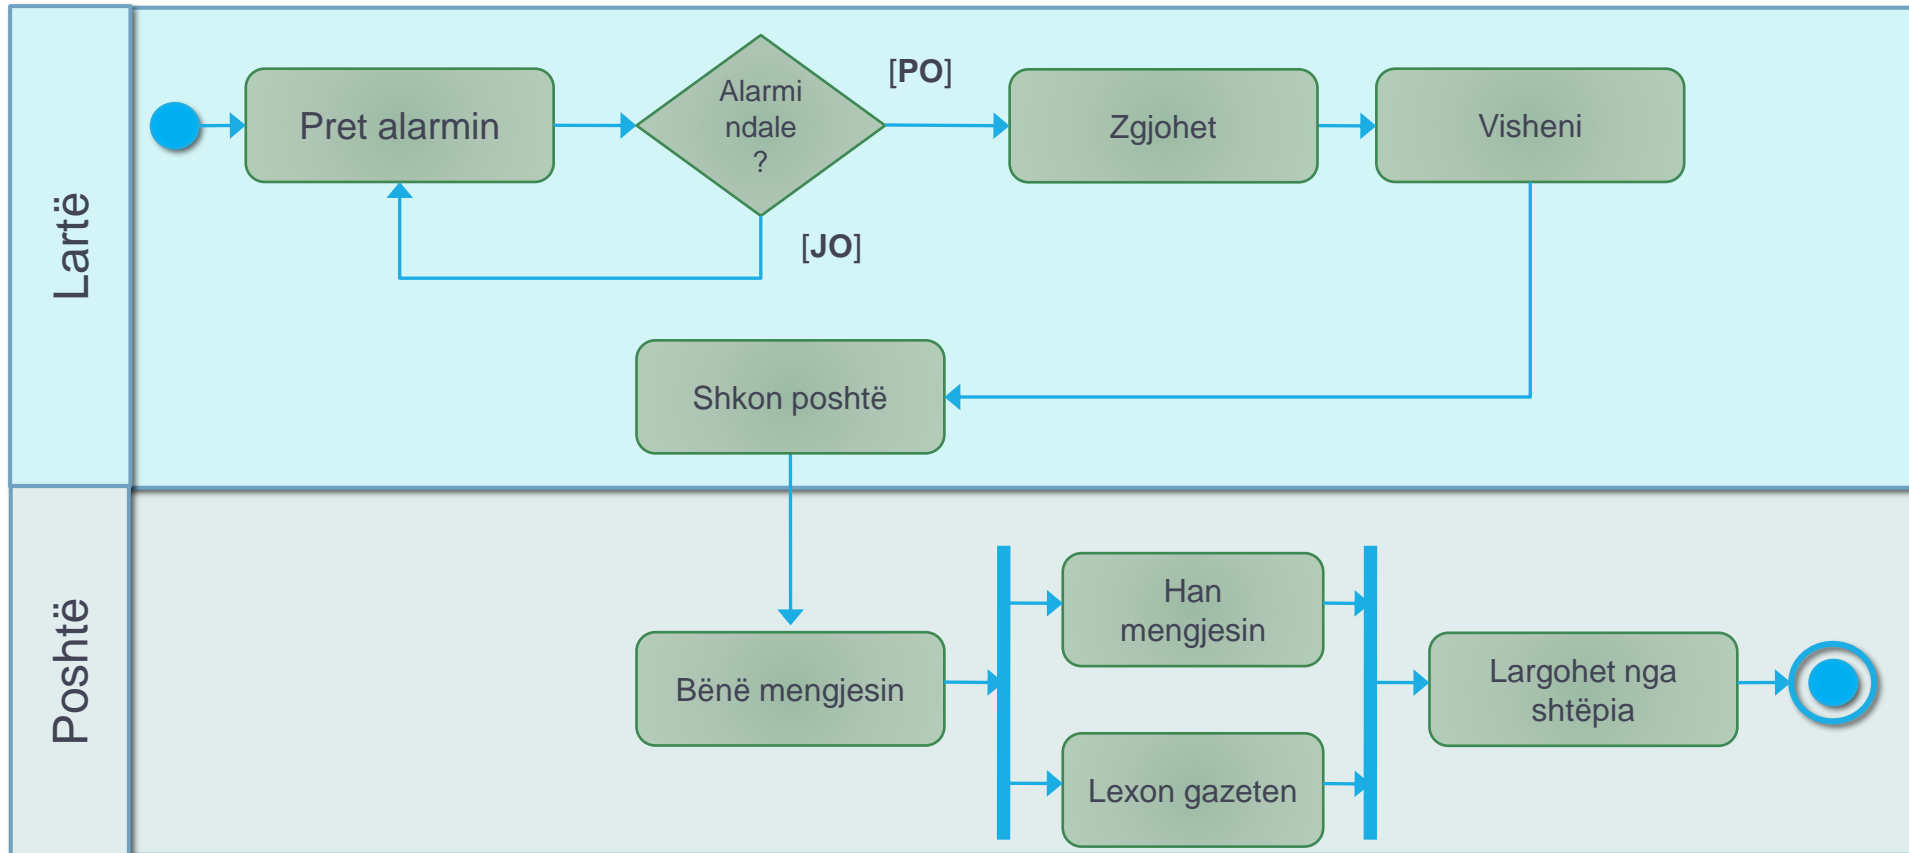 Lartë
Pret alarmin
Alarmi
ndale
?
[PO]
[JO]
Zgjohet
Visheni
Shkon poshtë
Poshtë
Bënë mengjesin
Han
mengjesin
Lexon gazeten
Largohet nga
shtëpia